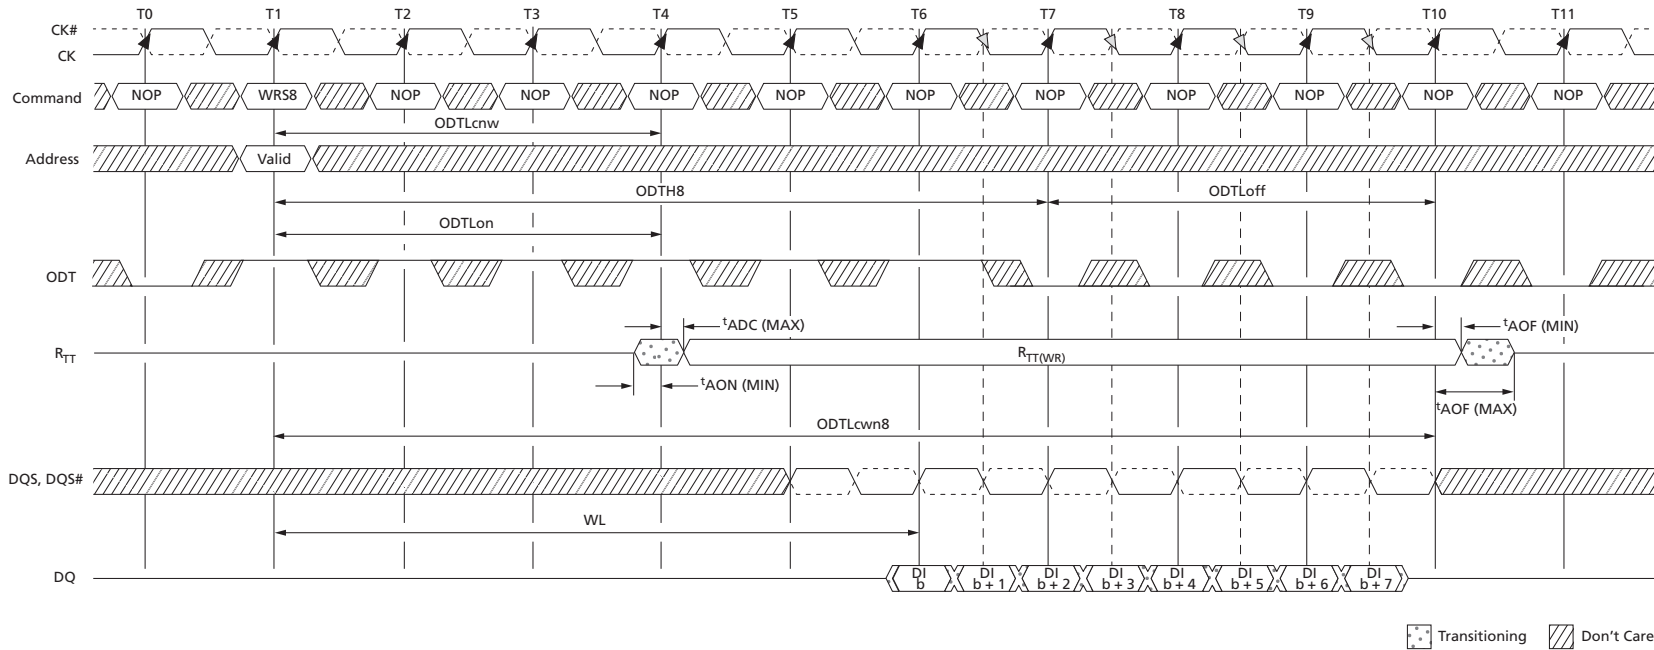 T0 T1 T2 T3 T4 T5 T6 T7 T8 T9 T10 T11
CK#
CK
Command NOP WRS8 NOP NOP NOP NOP NOP NOP NOP NOP NOP NOP
ODTLcnw
Address Valid
ODTH8 ODTLoff
ODTLon
ODT
tADC (MAX) tAOF (MIN)
RTT RTT(WR)
tAON (MIN)
tAOF (MAX)
ODTLcwn8
DQS, DQS#
WL
DQ DI b DI b + 1 DI b + 2 DI b + 3 DI b + 4 DI b + 5 DI b + 6 DI b + 7
Transitioning Don't Care